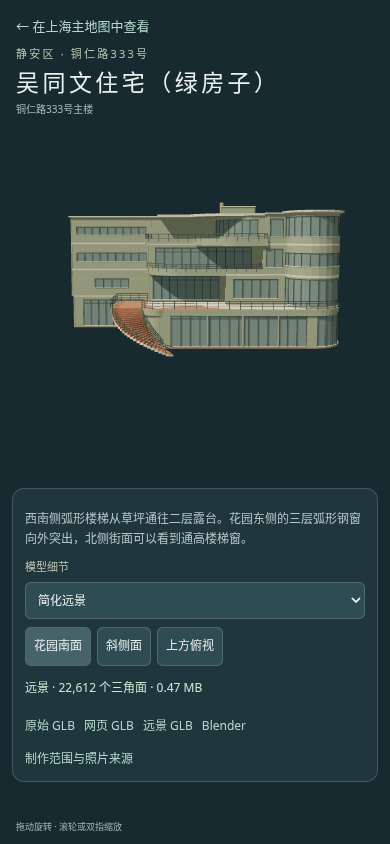 ← 在上海主地图中查看
静安区 · 铜仁路333号
吴同文住宅（绿房子）
铜仁路333号主楼
西南侧弧形楼梯从草坪通往二层露台。花园东侧的三层弧形钢窗
向外突出，北侧街面可以看到通高楼梯窗。
模型细节
简化远景
花园南面 斜侧面 上方俯视
远景 · 22,612 个三角面 · 0.47 MB
原始 GLB 网页 GLB 远景 GLB Blender
制作范围与照片来源
拖动旋转 · 滚轮或双指缩放